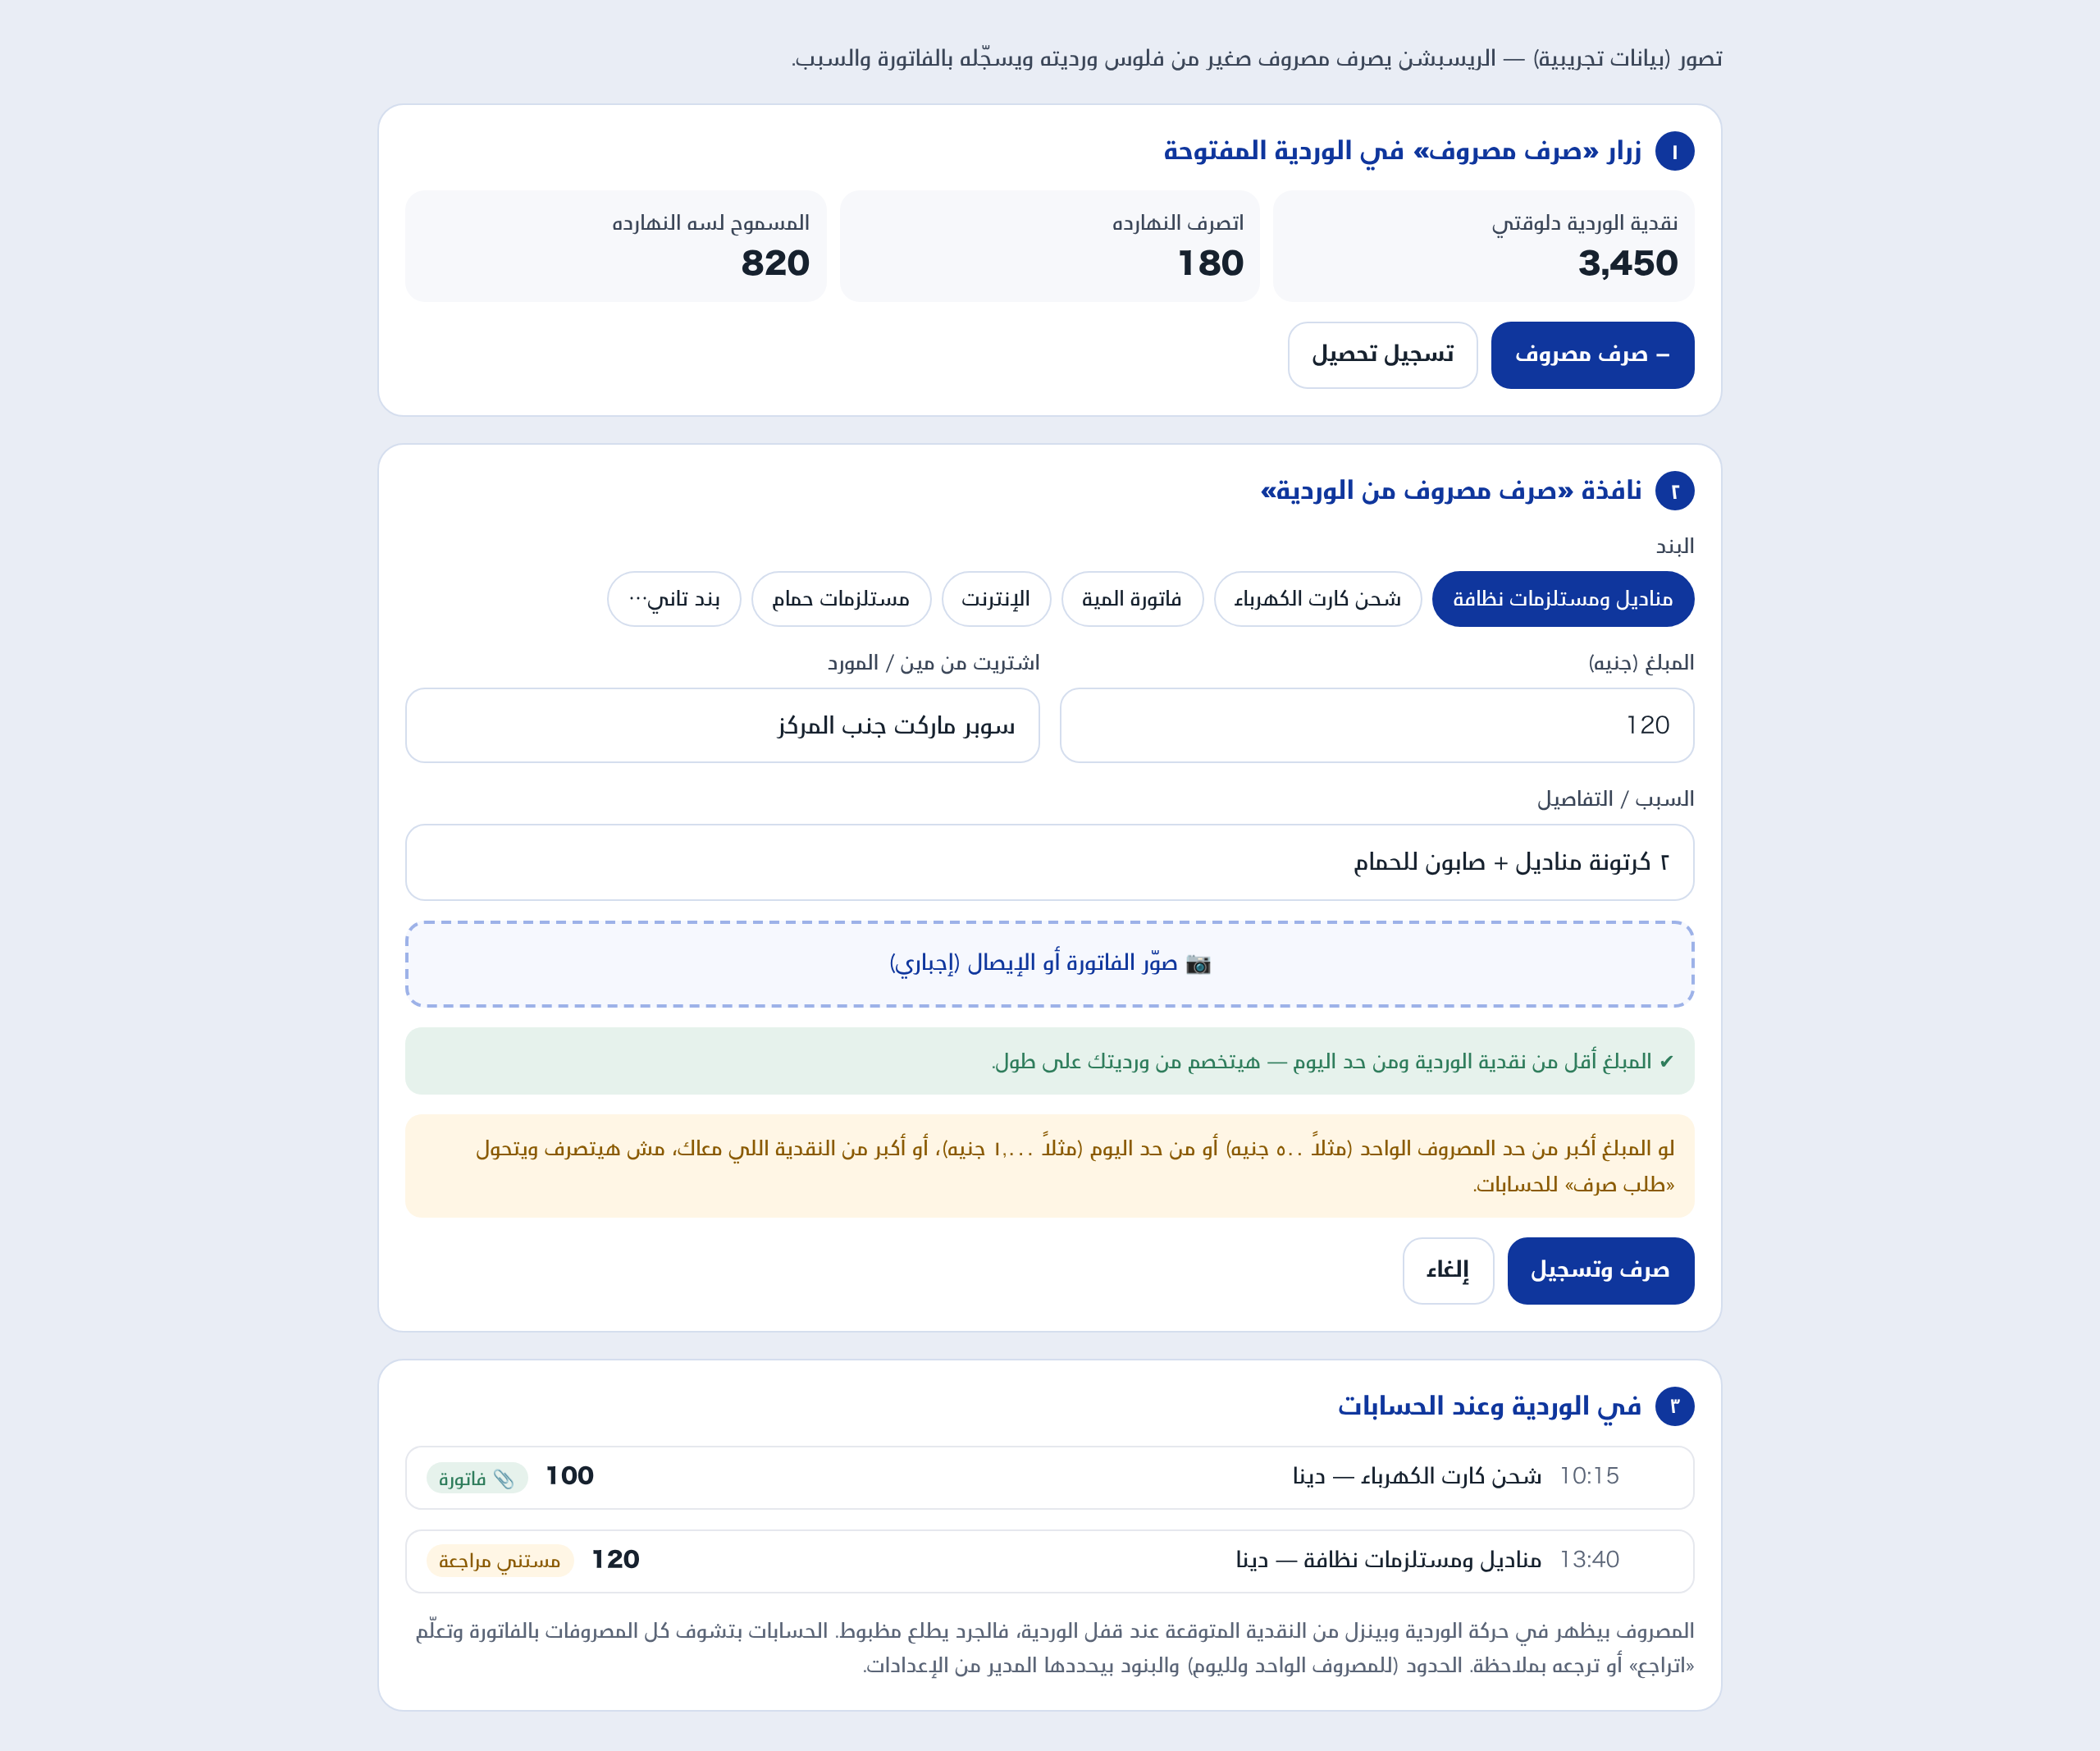 تصور (بيانات تجريبية) — الريسبشن يصرف مصروف صغير من فلوس ورديته ويسجّله بالفاتورة والسبب.
١ زرار «صرف مصروف» في الوردية المفتوحة
نقدية الوردية دلوقتي
3,450
اتصرف النهارده
180
المسموح لسه النهارده
820
– صرف مصروف
تسجيل تحصيل
٢ نافذة «صرف مصروف من الوردية»
البند
مناديل ومستلزمات نظافة
شحن كارت الكهرباء
فاتورة المية
الإنترنت
مستلزمات حمام
بند تاني…
المبلغ (جنيه)
120
اشتريت من مين / المورد
سوبر ماركت جنب المركز
السبب / التفاصيل
٢ كرتونة مناديل + صابون للحمام
📷 صوّر الفاتورة أو الإيصال (إجباري)
✔ المبلغ أقل من نقدية الوردية ومن حد اليوم — هيتخصم من ورديتك على طول.
لو المبلغ أكبر من حد المصروف الواحد (مثلاً ٥٠٠ جنيه) أو من حد اليوم (مثلاً ١,٠٠٠ جنيه)، أو أكبر من النقدية اللي معاك، مش هيتصرف ويتحول
«طلب صرف» للحسابات.
صرف وتسجيل
إلغاء
٣ في الوردية وعند الحسابات
10:15 شحن كارت الكهرباء — دينا 100 📎 فاتورة
13:40 مناديل ومستلزمات نظافة — دينا 120 مستني مراجعة
المصروف بيظهر في حركة الوردية وبينزل من النقدية المتوقعة عند قفل الوردية، فالجرد يطلع مظبوط. الحسابات بتشوف كل المصروفات بالفاتورة وتعلّم
«اتراجع» أو ترجعه بملاحظة. الحدود (للمصروف الواحد ولليوم) والبنود بيحددها المدير من الإعدادات.